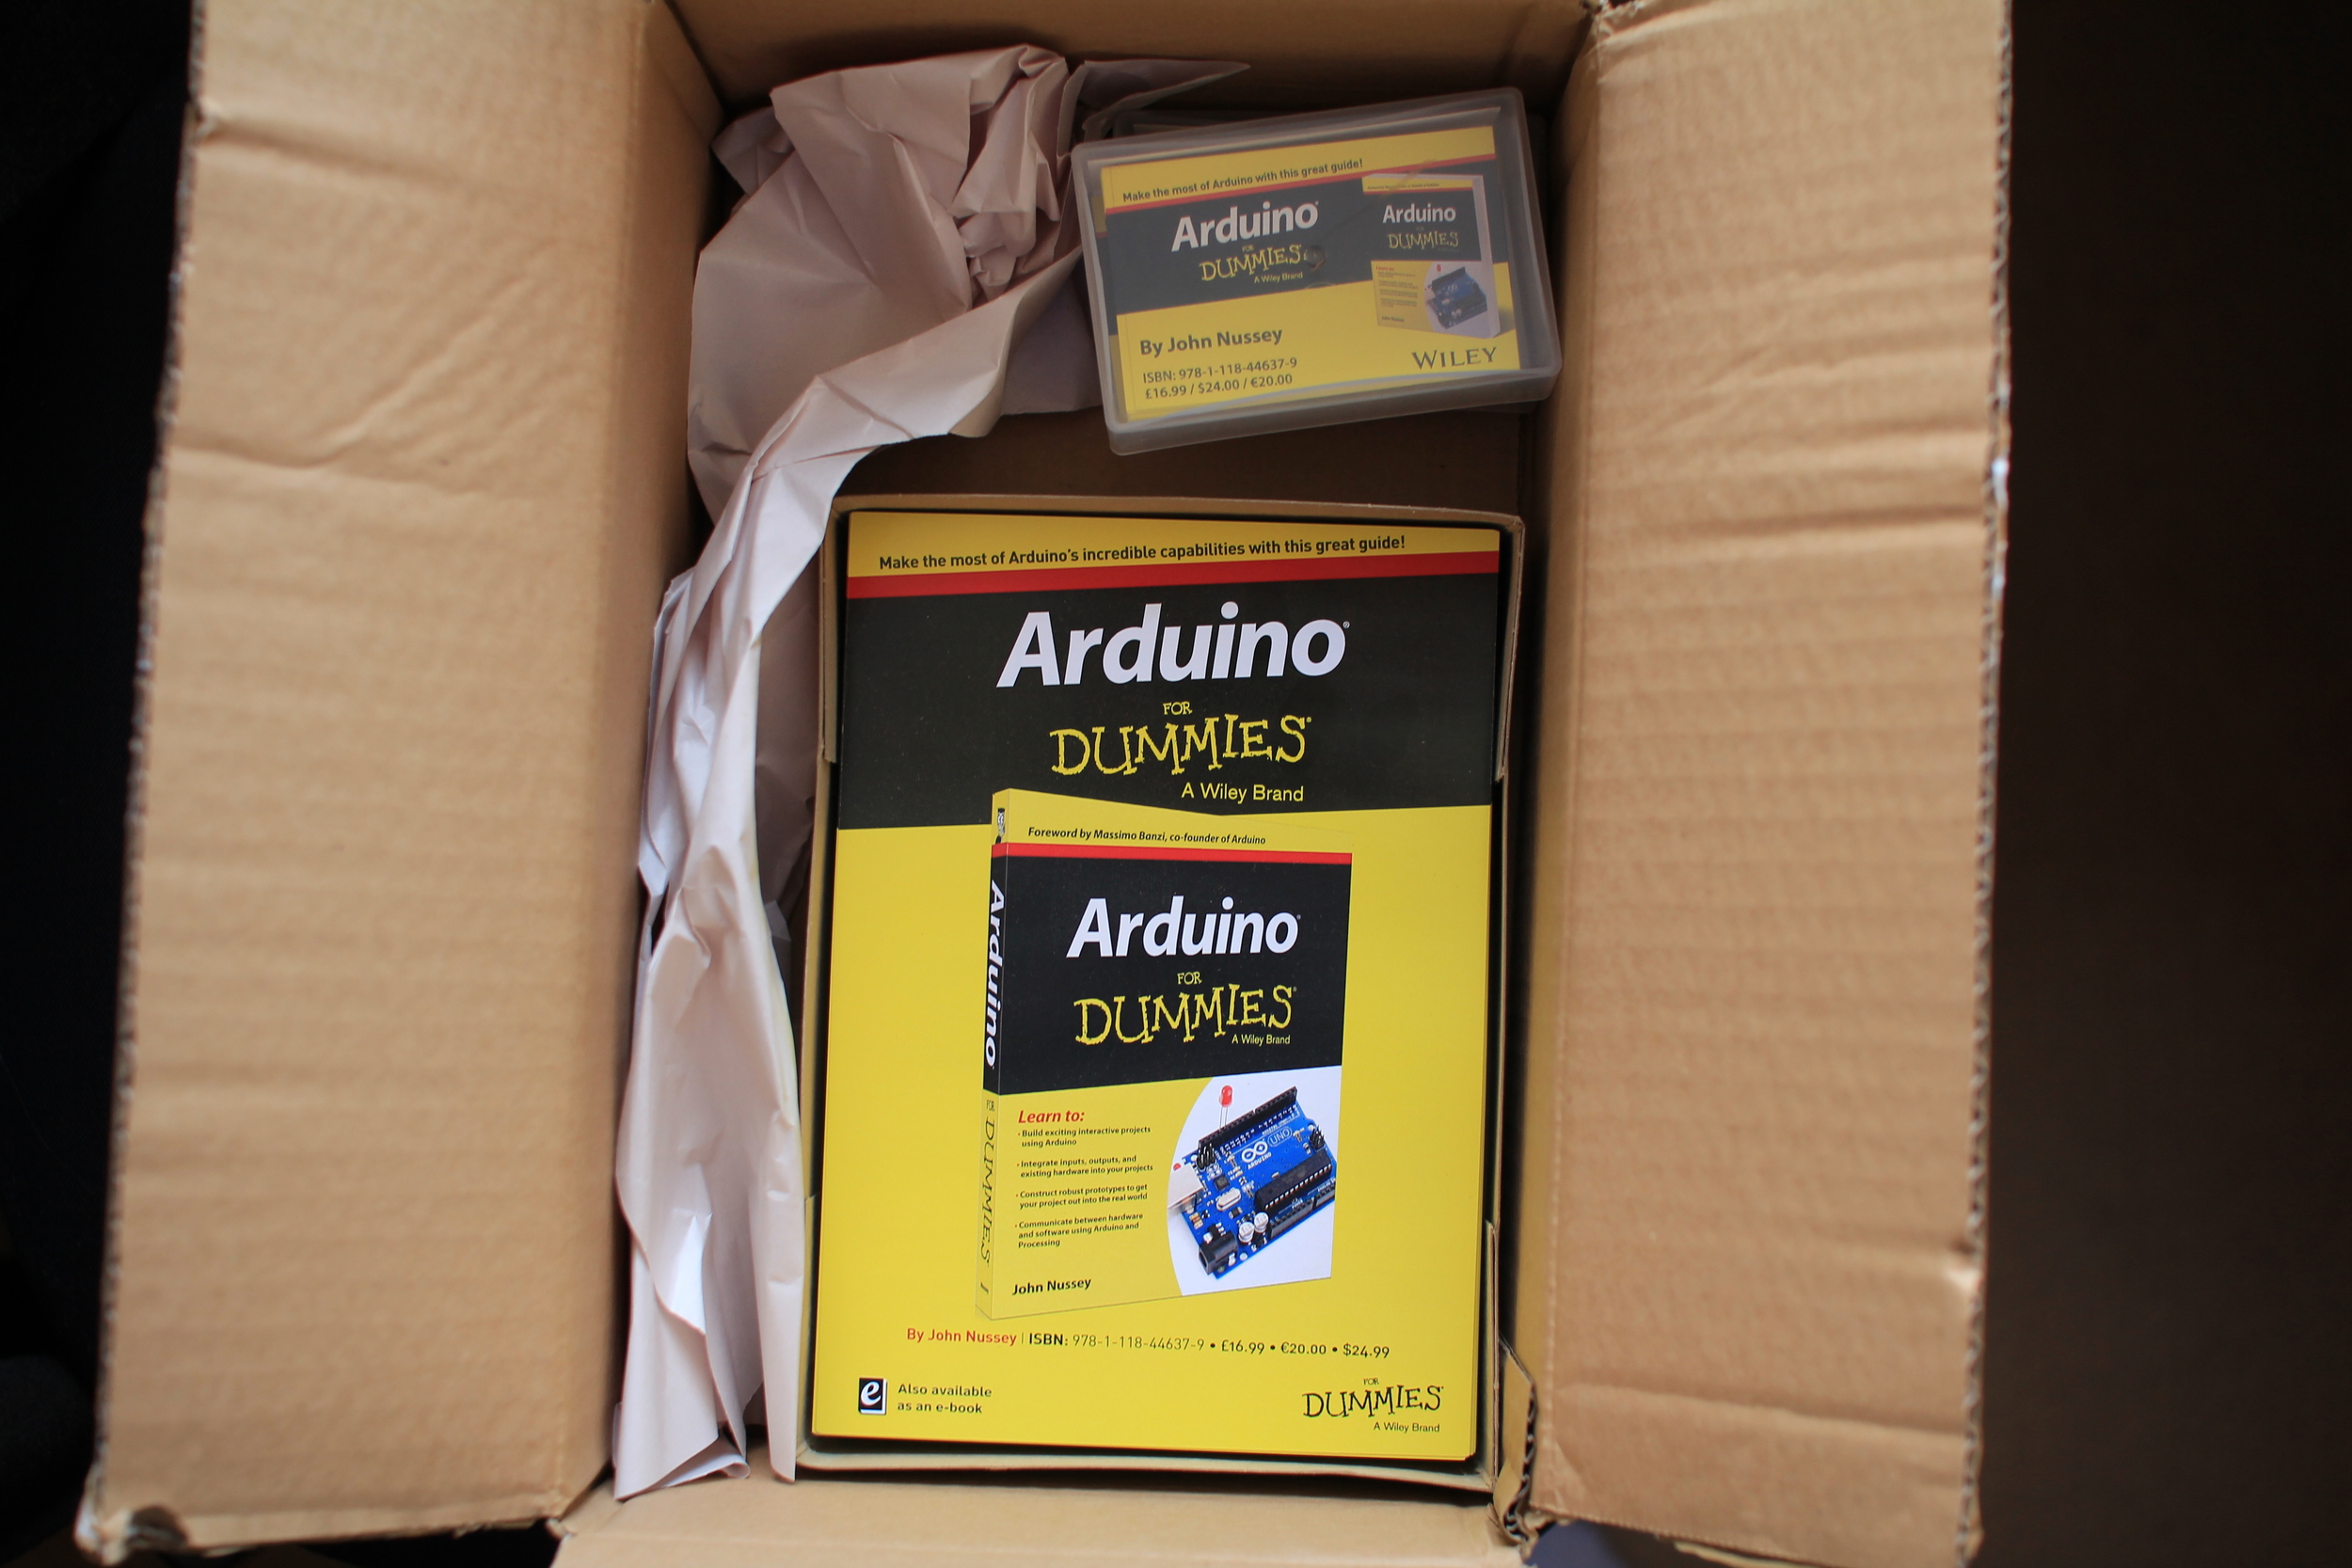 Make the most of Arduino with this great guide!
Arduino
FOR
DUMMIES
A Wiley Brand
Arduino
DUMMIES
By John Nussey
ISBN: 978-1-118-44637-9
£16.99 / $24.00 / €20.00
WILEY
Make the most of Arduino's incredible capabilities with this great guide!
Arduino®
FOR
DUMMIES®
A Wiley Brand
Foreword by Massimo Banzi, co-founder of Arduino
Arduino
FOR
DUMMIES
A Wiley Brand
Arduino
FOR
DUMMIES
Learn to:
• Build exciting interactive projects
using Arduino
• Integrate inputs, outputs, and
existing hardware into your projects
• Construct robust prototypes to get
your project out into the real world
• Communicate between hardware
and software using Arduino and
Processing
UNO
ARDUINO
John Nussey
By John Nussey | ISBN: 978-1-118-44637-9 • £16.99 • €20.00 • $24.99
e
Also available
as an e-book
FOR
DUMMIES
A Wiley Brand